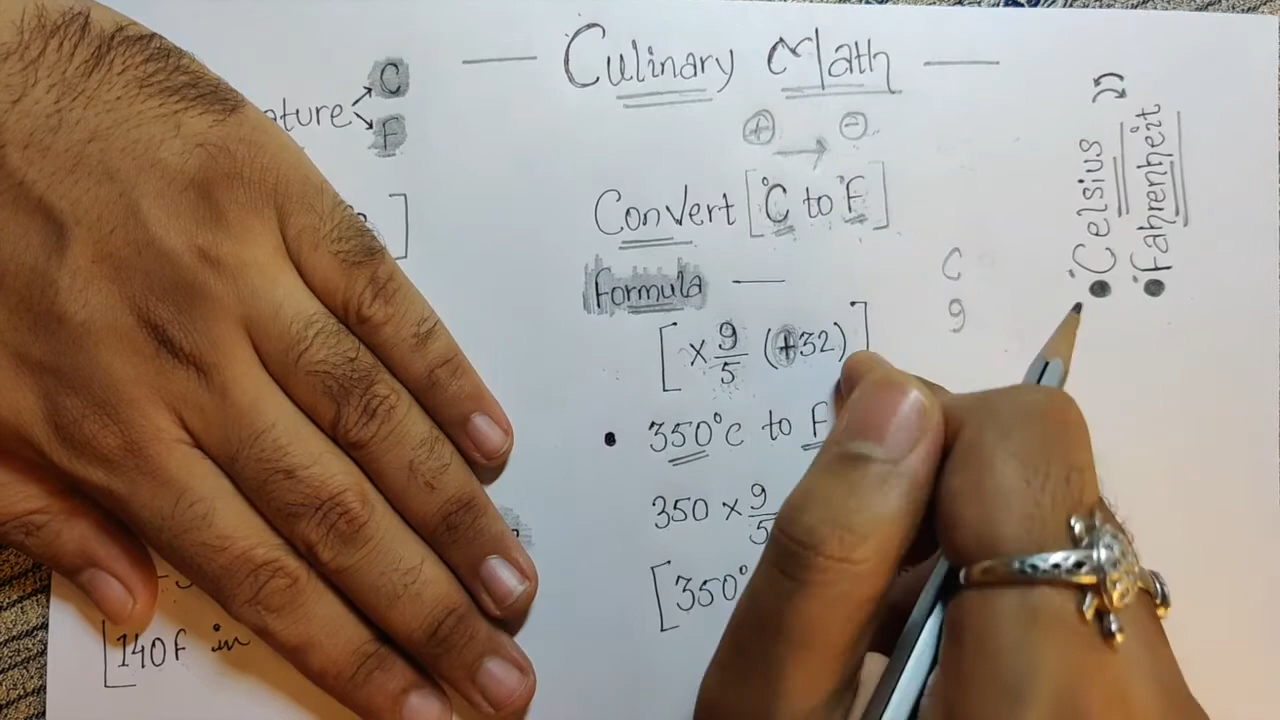 Culinary Math
C
F
+ → -
Convert [°C to °F]
Formula —
[× 9/5 (+32)]
• 350°c to F
350 × 9/5
[350°
C
9
• Celsius
• Fahrenheit
[140F in